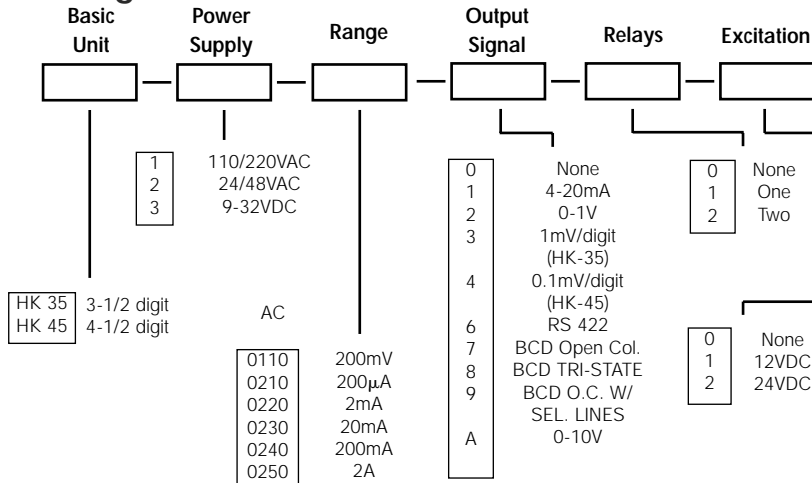 Basic Unit
Power Supply
Range
Output Signal
Relays
Excitation
1 110/220VAC
2 24/48VAC
3 9-32VDC
HK 35 3-1/2 digit
HK 45 4-1/2 digit
AC
0110 200mV
0210 200µA
0220 2mA
0230 20mA
0240 200mA
0250 2A
0 None
1 4-20mA
2 0-1V
3 1mV/digit
(HK-35)
4 0.1mV/digit
(HK-45)
6 RS 422
7 BCD Open Col.
8 BCD TRI-STATE
9 BCD O.C. W/
SEL. LINES
A 0-10V
0 None
1 One
2 Two
0 None
1 12VDC
2 24VDC